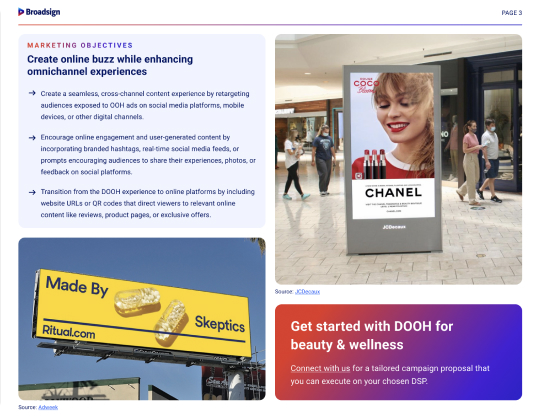 Broadsign
PAGE 3
MARKETING OBJECTIVES
Create online buzz while enhancing
omnichannel experiences
→ Create a seamless, cross-channel content experience by retargeting
audiences exposed to OOH ads on social media platforms, mobile
devices, or other digital channels.
→ Encourage online engagement and user-generated content by
incorporating branded hashtags, real-time social media feeds, or
prompts encouraging audiences to share their experiences, photos, or
feedback on social platforms.
→ Transition from the DOOH experience to online platforms by including
website URLs or QR codes that direct viewers to relevant online
content like reviews, product pages, or exclusive offers.
Made By
Skeptics
Ritual.com
Source: Adweek
COCO
CHANEL
JCDecaux
Source: JCDecaux
Get started with DOOH for
beauty & wellness
Connect with us for a tailored campaign proposal that
you can execute on your chosen DSP.